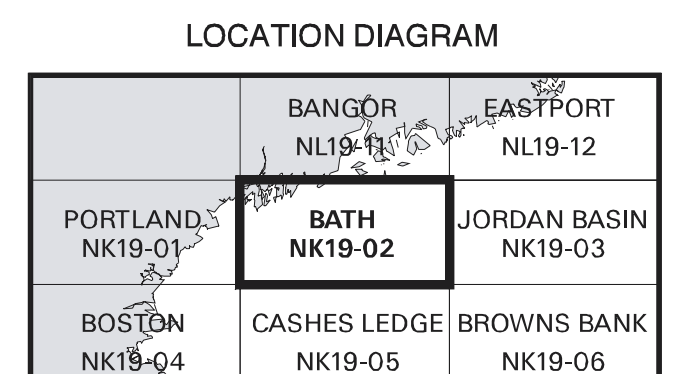 LOCATION DIAGRAM
BANGOR
NL19-11
EASTPORT
NL19-12
PORTLAND
NK19-01
BATH
NK19-02
JORDAN BASIN
NK19-03
BOSTON
NK19-04
CASHES LEDGE
NK19-05
BROWNS BANK
NK19-06